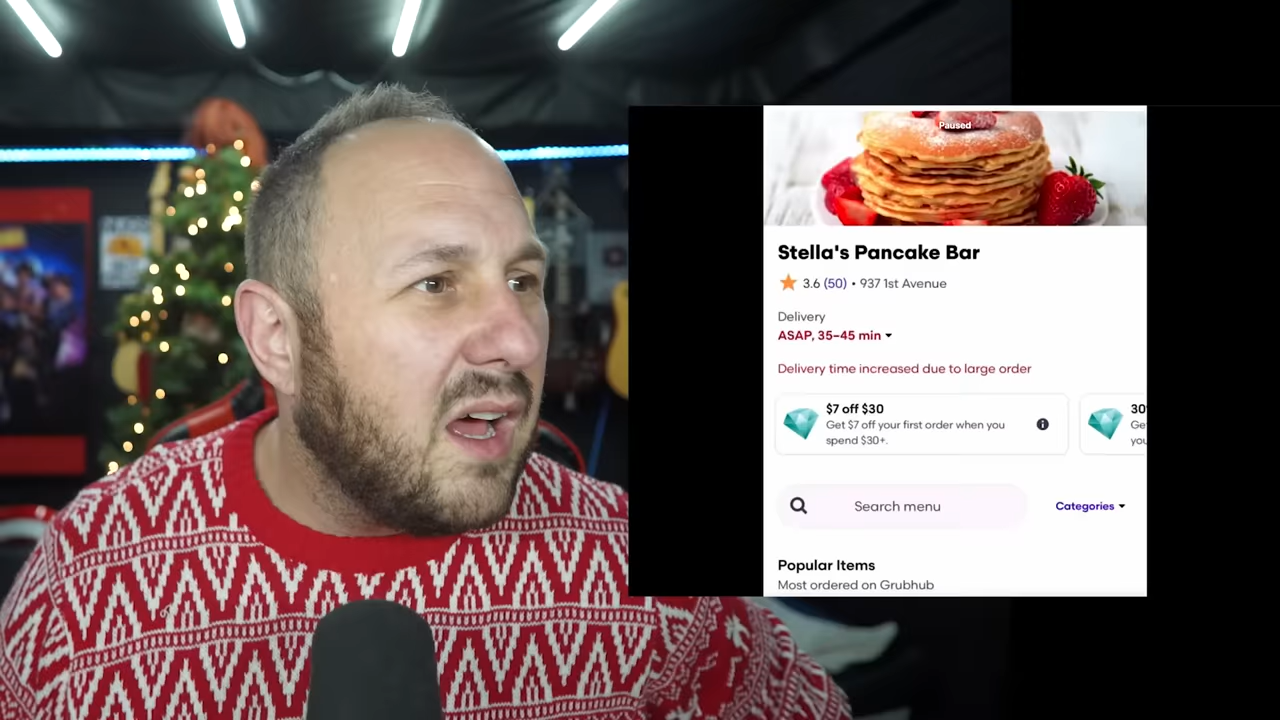 Paused
Stella's Pancake Bar
3.6 (50) • 937 1st Avenue
Delivery
ASAP, 35–45 min
Delivery time increased due to large order
$7 off $30
Get $7 off your first order when you
spend $30+.
30
Ge
you
Search menu
Categories
Popular Items
Most ordered on Grubhub